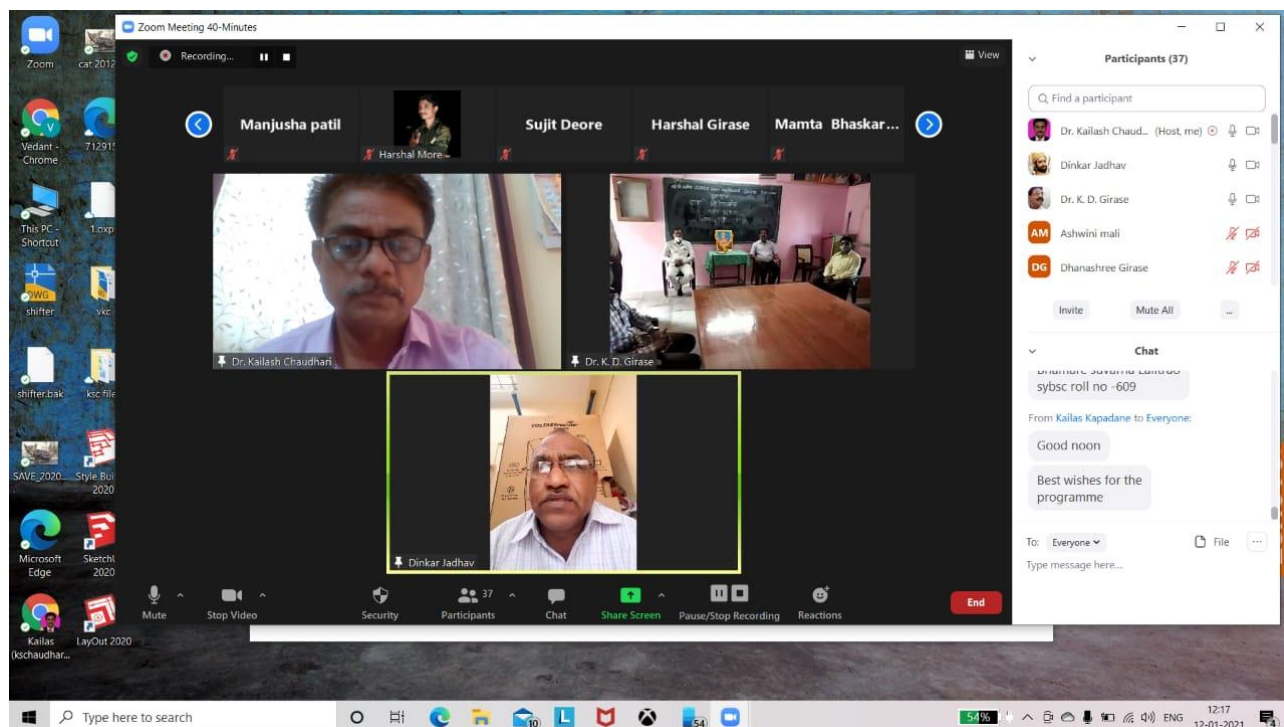 Zoom Meeting 40-Minutes
Recording...
View
Manjusha patil
Harshal More
Sujit Deore
Harshal Girase
Mamta Bhaskar...
Dr. Kailash Chaudhari
Dr. K. D. Girase
Dinkar Jadhav
Mute
Stop Video
Security
Participants
37
Chat
Share Screen
Pause/Stop Recording
Reactions
End
Participants (37)
Find a participant
Dr. Kailash Chaud... (Host, me)
Dinkar Jadhav
Dr. K. D. Girase
AM Ashwini mali
DG Dhanashree Girase
Invite
Mute All
...
Chat
sybsc roll no -609
From Kailas Kapadane to Everyone:
Good noon
Best wishes for the
programme
To: Everyone
File
...
Type message here...
Zoom
cat 2012
Vedant -
Chrome
71291
This PC -
Shortcut
1.oxp
DWG
shifter
vkc
shifter.bak
ksc file
SAVE_2020...
Style Bui
2020
Microsoft
Edge
SketchU
2020
Kailas
(kschaudhar...
LayOut 2020
Type here to search
10
L
54
54%
ENG
12:17
12-01-2021